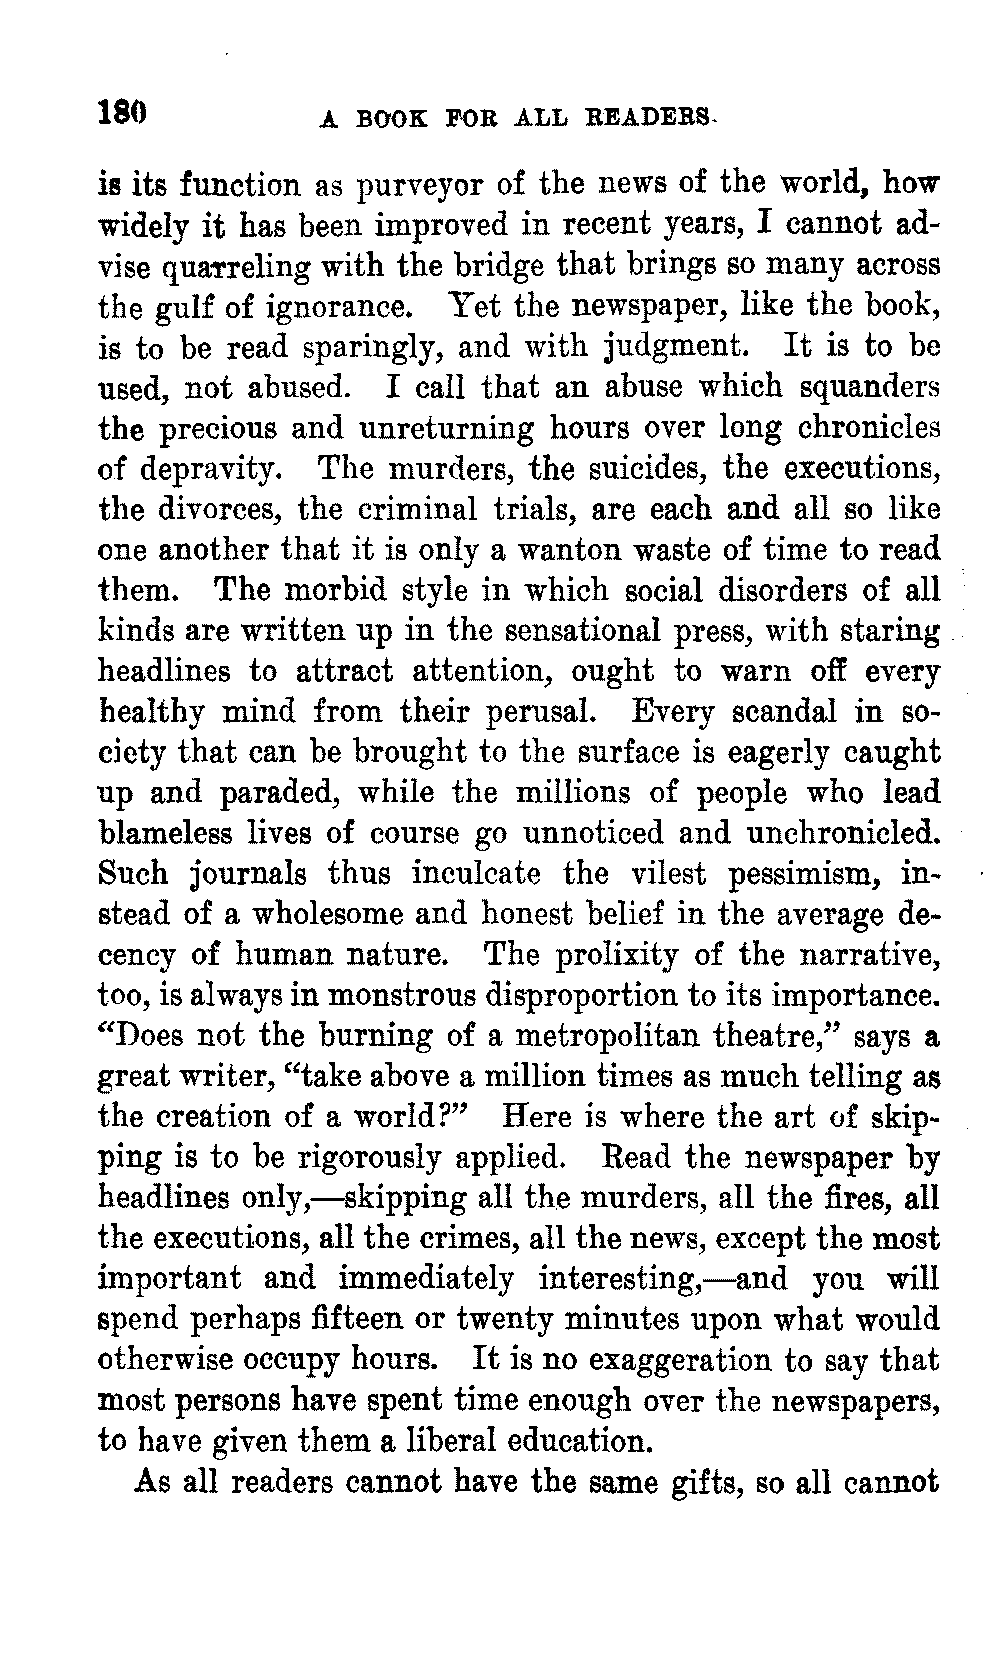 180 A BOOK FOR ALL READERS.
is its function as purveyor of the news of the world, how
widely it has been improved in recent years, I cannot ad-
vise quarreling with the bridge that brings so many across
the gulf of ignorance. Yet the newspaper, like the book,
is to be read sparingly, and with judgment. It is to be
used, not abused. I call that an abuse which squanders
the precious and unreturning hours over long chronicles
of depravity. The murders, the suicides, the executions,
the divorces, the criminal trials, are each and all so like
one another that it is only a wanton waste of time to read
them. The morbid style in which social disorders of all
kinds are written up in the sensational press, with staring
headlines to attract attention, ought to warn off every
healthy mind from their perusal. Every scandal in so-
ciety that can be brought to the surface is eagerly caught
up and paraded, while the millions of people who lead
blameless lives of course go unnoticed and unchronicled.
Such journals thus inculcate the vilest pessimism, in-
stead of a wholesome and honest belief in the average de-
cency of human nature. The prolixity of the narrative,
too, is always in monstrous disproportion to its importance.
“Does not the burning of a metropolitan theatre,” says a
great writer, “take above a million times as much telling as
the creation of a world?” Here is where the art of skip-
ping is to be rigorously applied. Read the newspaper by
headlines only,—skipping all the murders, all the fires, all
the executions, all the crimes, all the news, except the most
important and immediately interesting,—and you will
spend perhaps fifteen or twenty minutes upon what would
otherwise occupy hours. It is no exaggeration to say that
most persons have spent time enough over the newspapers,
to have given them a liberal education.
As all readers cannot have the same gifts, so all cannot